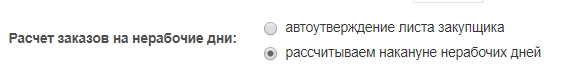 автоутверждение листа закупщика
Расчет заказов на нерабочие дни:
рассчитываем накануне нерабочих дней